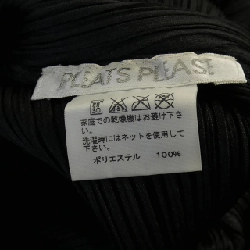 PLEATS PLEASE
家庭での乾燥機はお避け下さい
洗濯時にはネットを使用して下さい
ポリエステル 100%